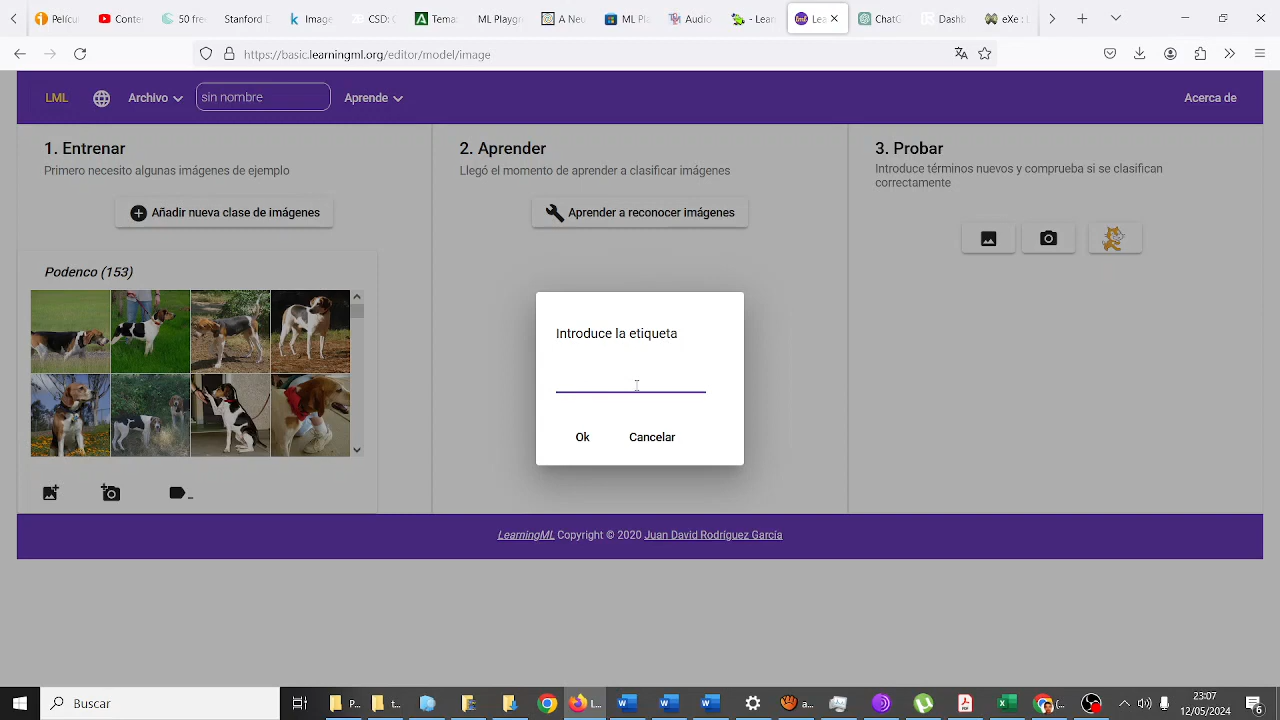 Pelícu
Conte
50 fre
Stanford D
Image
CSD: C
Tema
ML Playgr
A Neu
ML Pla
Audio
- Lea
Lea
ChatG
Dashb
eXe : l
https://basic.learningml.org/editor/model/image
LML
Archivo
sin nombre
Aprende
Acerca de
1. Entrenar
Primero necesito algunas imágenes de ejemplo
Añadir nueva clase de imágenes
Podenco (153)
2. Aprender
Llegó el momento de aprender a clasificar imágenes
Aprender a reconocer imágenes
3. Probar
Introduce términos nuevos y comprueba si se clasifican
correctamente
Introduce la etiqueta
Ok
Cancelar
LearningML Copyright © 2020 Juan David Rodríguez García
Buscar
23:07
12/05/2024
6